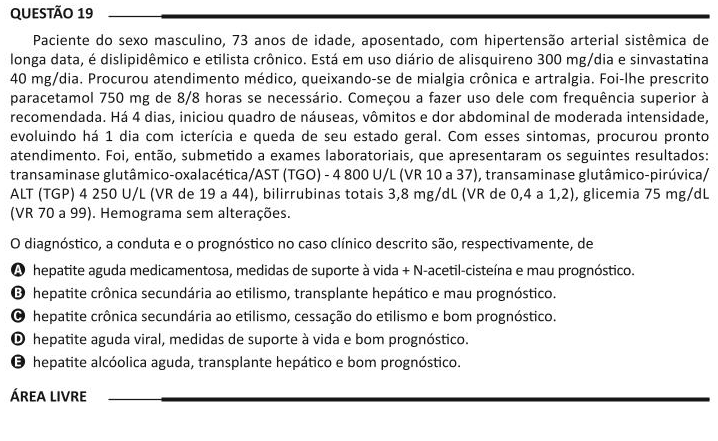 QUESTÃO 19
Paciente do sexo masculino, 73 anos de idade, aposentado, com hipertensão arterial sistêmica de
longa data, é dislipidêmico e etilista crônico. Está em uso diário de alisquireno 300 mg/dia e sinvastatina
40 mg/dia. Procurou atendimento médico, queixando-se de mialgia crônica e artralgia. Foi-lhe prescrito
paracetamol 750 mg de 8/8 horas se necessário. Começou a fazer uso dele com frequência superior à
recomendada. Há 4 dias, iniciou quadro de náuseas, vômitos e dor abdominal de moderada intensidade,
evoluindo há 1 dia com icterícia e queda de seu estado geral. Com esses sintomas, procurou pronto
atendimento. Foi, então, submetido a exames laboratoriais, que apresentaram os seguintes resultados:
transaminase glutâmico-oxalacética/AST (TGO) - 4 800 U/L (VR 10 a 37), transaminase glutâmico-pirúvica/
ALT (TGP) 4 250 U/L (VR de 19 a 44), bilirrubinas totais 3,8 mg/dL (VR de 0,4 a 1,2), glicemia 75 mg/dL
(VR 70 a 99). Hemograma sem alterações.
O diagnóstico, a conduta e o prognóstico no caso clínico descrito são, respectivamente, de
A hepatite aguda medicamentosa, medidas de suporte à vida + N-acetil-cisteína e mau prognóstico.
B hepatite crônica secundária ao etilismo, transplante hepático e mau prognóstico.
C hepatite crônica secundária ao etilismo, cessação do etilismo e bom prognóstico.
D hepatite aguda viral, medidas de suporte à vida e bom prognóstico.
E hepatite alcóolica aguda, transplante hepático e bom prognóstico.
ÁREA LIVRE